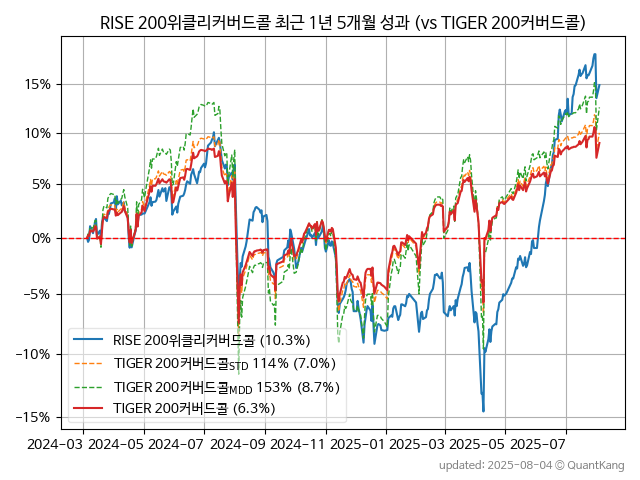 RISE 200위클리커버드콜 최근 1년 5개월 성과 (vs TIGER 200커버드콜)
15%
10%
5%
0%
−5%
−10%
−15%
RISE 200위클리커버드콜 (10.3%)
TIGER 200커버드콜STD 114% (7.0%)
TIGER 200커버드콜MDD 153% (8.7%)
TIGER 200커버드콜 (6.3%)
2024-03 2024-05 2024-07 2024-09 2024-11 2025-01 2025-03 2025-05 2025-07
updated: 2025-08-04 © QuantKang